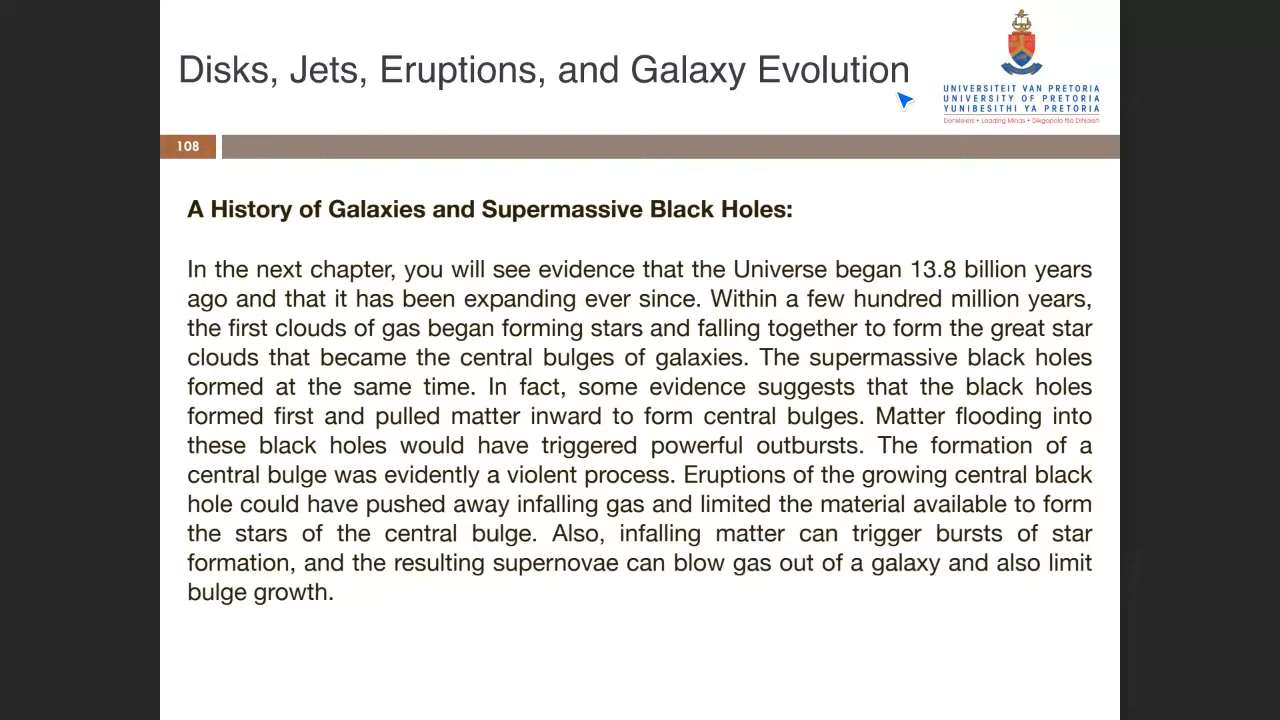 Disks, Jets, Eruptions, and Galaxy Evolution
UNIVERSITEIT VAN PRETORIA
UNIVERSITY OF PRETORIA
YUNIBESITHI YA PRETORIA
Denkleiers • Leading Minds • Dikgopolo tša Dihlalefi
108
A History of Galaxies and Supermassive Black Holes:
In the next chapter, you will see evidence that the Universe began 13.8 billion years
ago and that it has been expanding ever since. Within a few hundred million years,
the first clouds of gas began forming stars and falling together to form the great star
clouds that became the central bulges of galaxies. The supermassive black holes
formed at the same time. In fact, some evidence suggests that the black holes
formed first and pulled matter inward to form central bulges. Matter flooding into
these black holes would have triggered powerful outbursts. The formation of a
central bulge was evidently a violent process. Eruptions of the growing central black
hole could have pushed away infalling gas and limited the material available to form
the stars of the central bulge. Also, infalling matter can trigger bursts of star
formation, and the resulting supernovae can blow gas out of a galaxy and also limit
bulge growth.